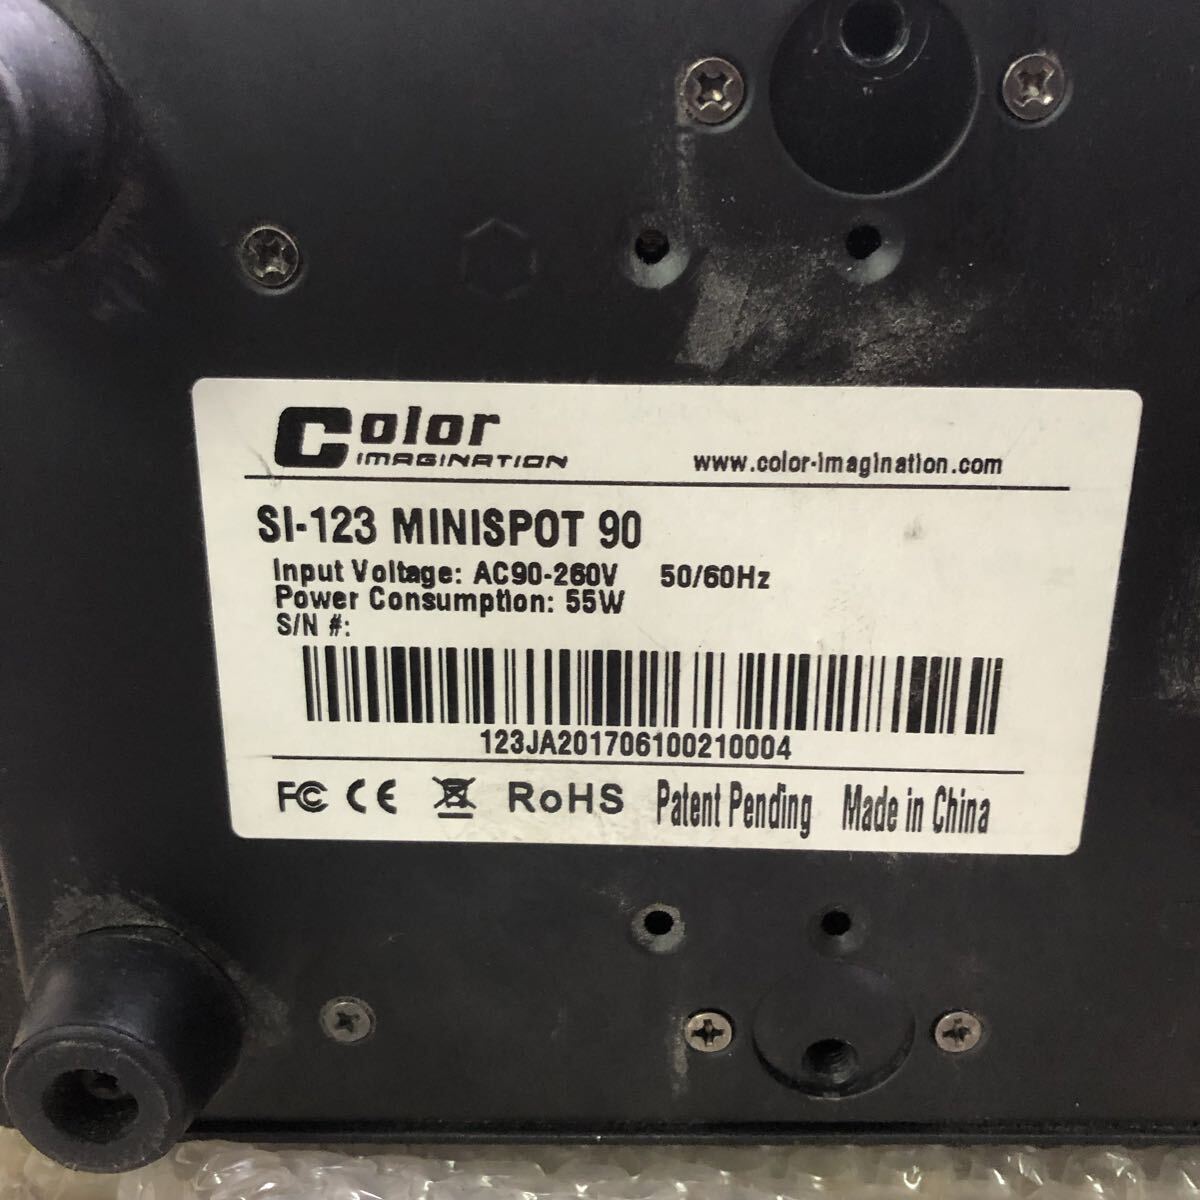 Color
IMAGINATION
www.color-imagination.com
SI-123 MINISPOT 90
Input Voltage: AC90-260V 50/60Hz
Power Consumption: 55W
S/N #:
123JA201706100210004
FC CE RoHS Patent Pending Made in China